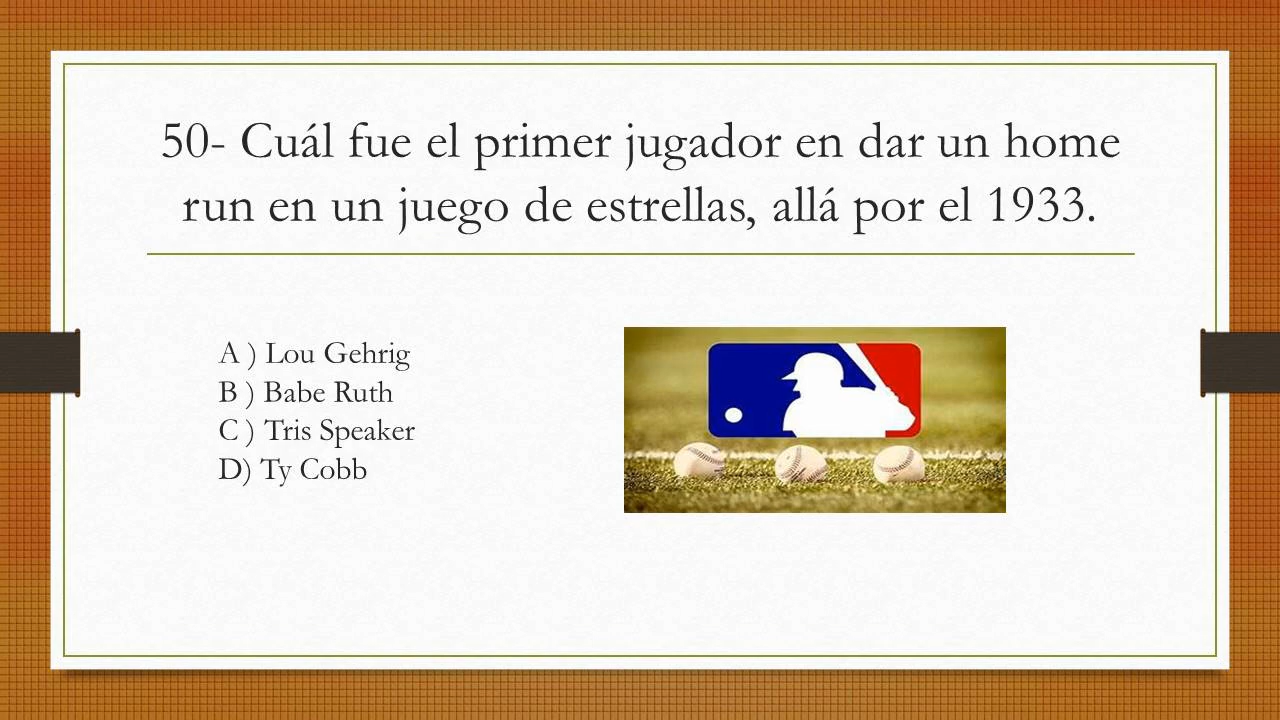 50- Cuál fue el primer jugador en dar un home
run en un juego de estrellas, allá por el 1933.
A ) Lou Gehrig
B ) Babe Ruth
C ) Tris Speaker
D) Ty Cobb